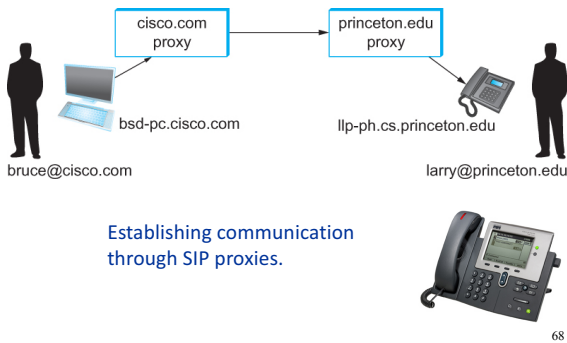 cisco.com
proxy
princeton.edu
proxy
bsd-pc.cisco.com
llp-ph.cs.princeton.edu
bruce@cisco.com
larry@princeton.edu
Establishing communication
through SIP proxies.
68